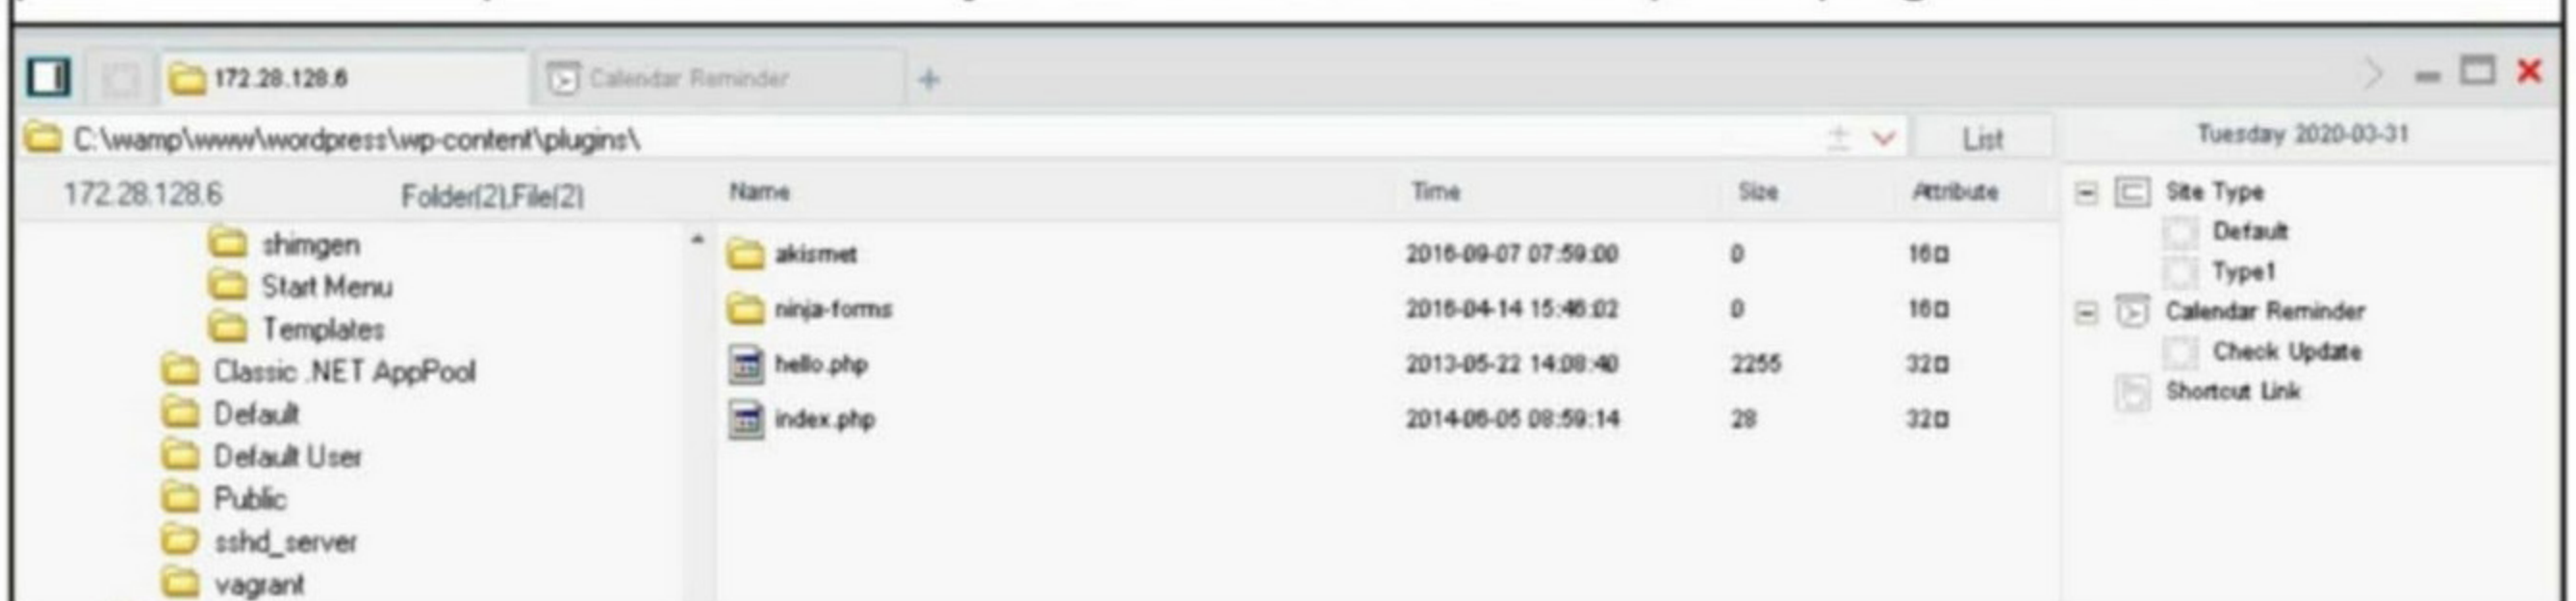 172.28.128.6 Calendar Reminder +
C:\wamp\www\wordpress\wp-content\plugins\ List Tuesday 2020-03-31
172.28.128.6 Folder(2),File(2) Name Time Size Attribute
shimgen
Start Menu
Templates
Classic .NET AppPool
Default
Default User
Public
sshd_server
vagrant
akismet 2016-09-07 07:59:00 0 16
ninja-forms 2016-04-14 15:46:02 0 16
hello.php 2013-05-22 14:08:40 2255 32
index.php 2014-06-05 08:59:14 28 32
Site Type
Default
Type1
Calendar Reminder
Check Update
Shortcut Link